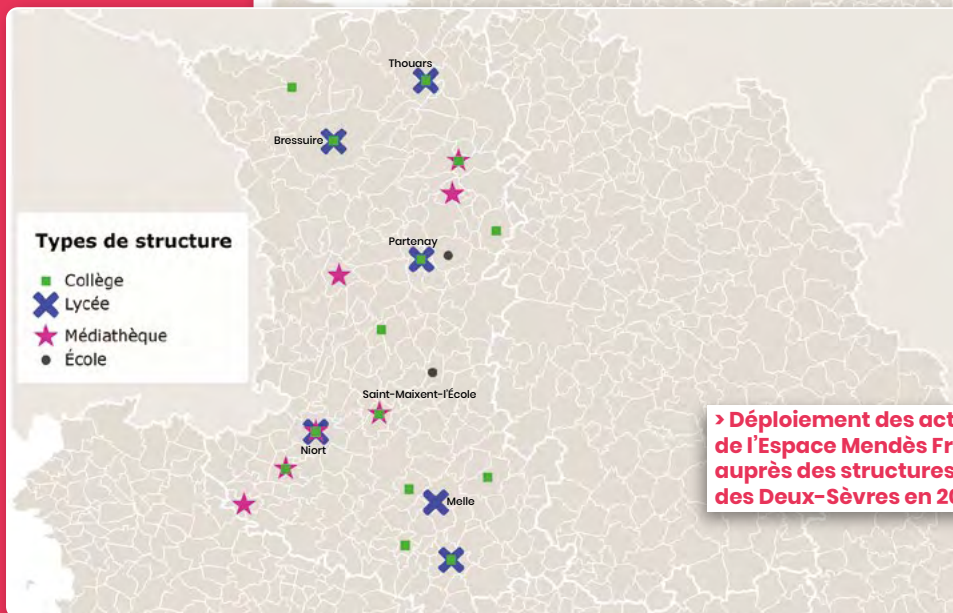 Thouars
Bressuire
Types de structure
Partenay
Collège
Lycée
Médiathèque
École
Saint-Maixent-l'École
> Déploiement des act
de l'Espace Mendès Fr
auprès des structures
des Deux-Sèvres en 20
Niort
Melle